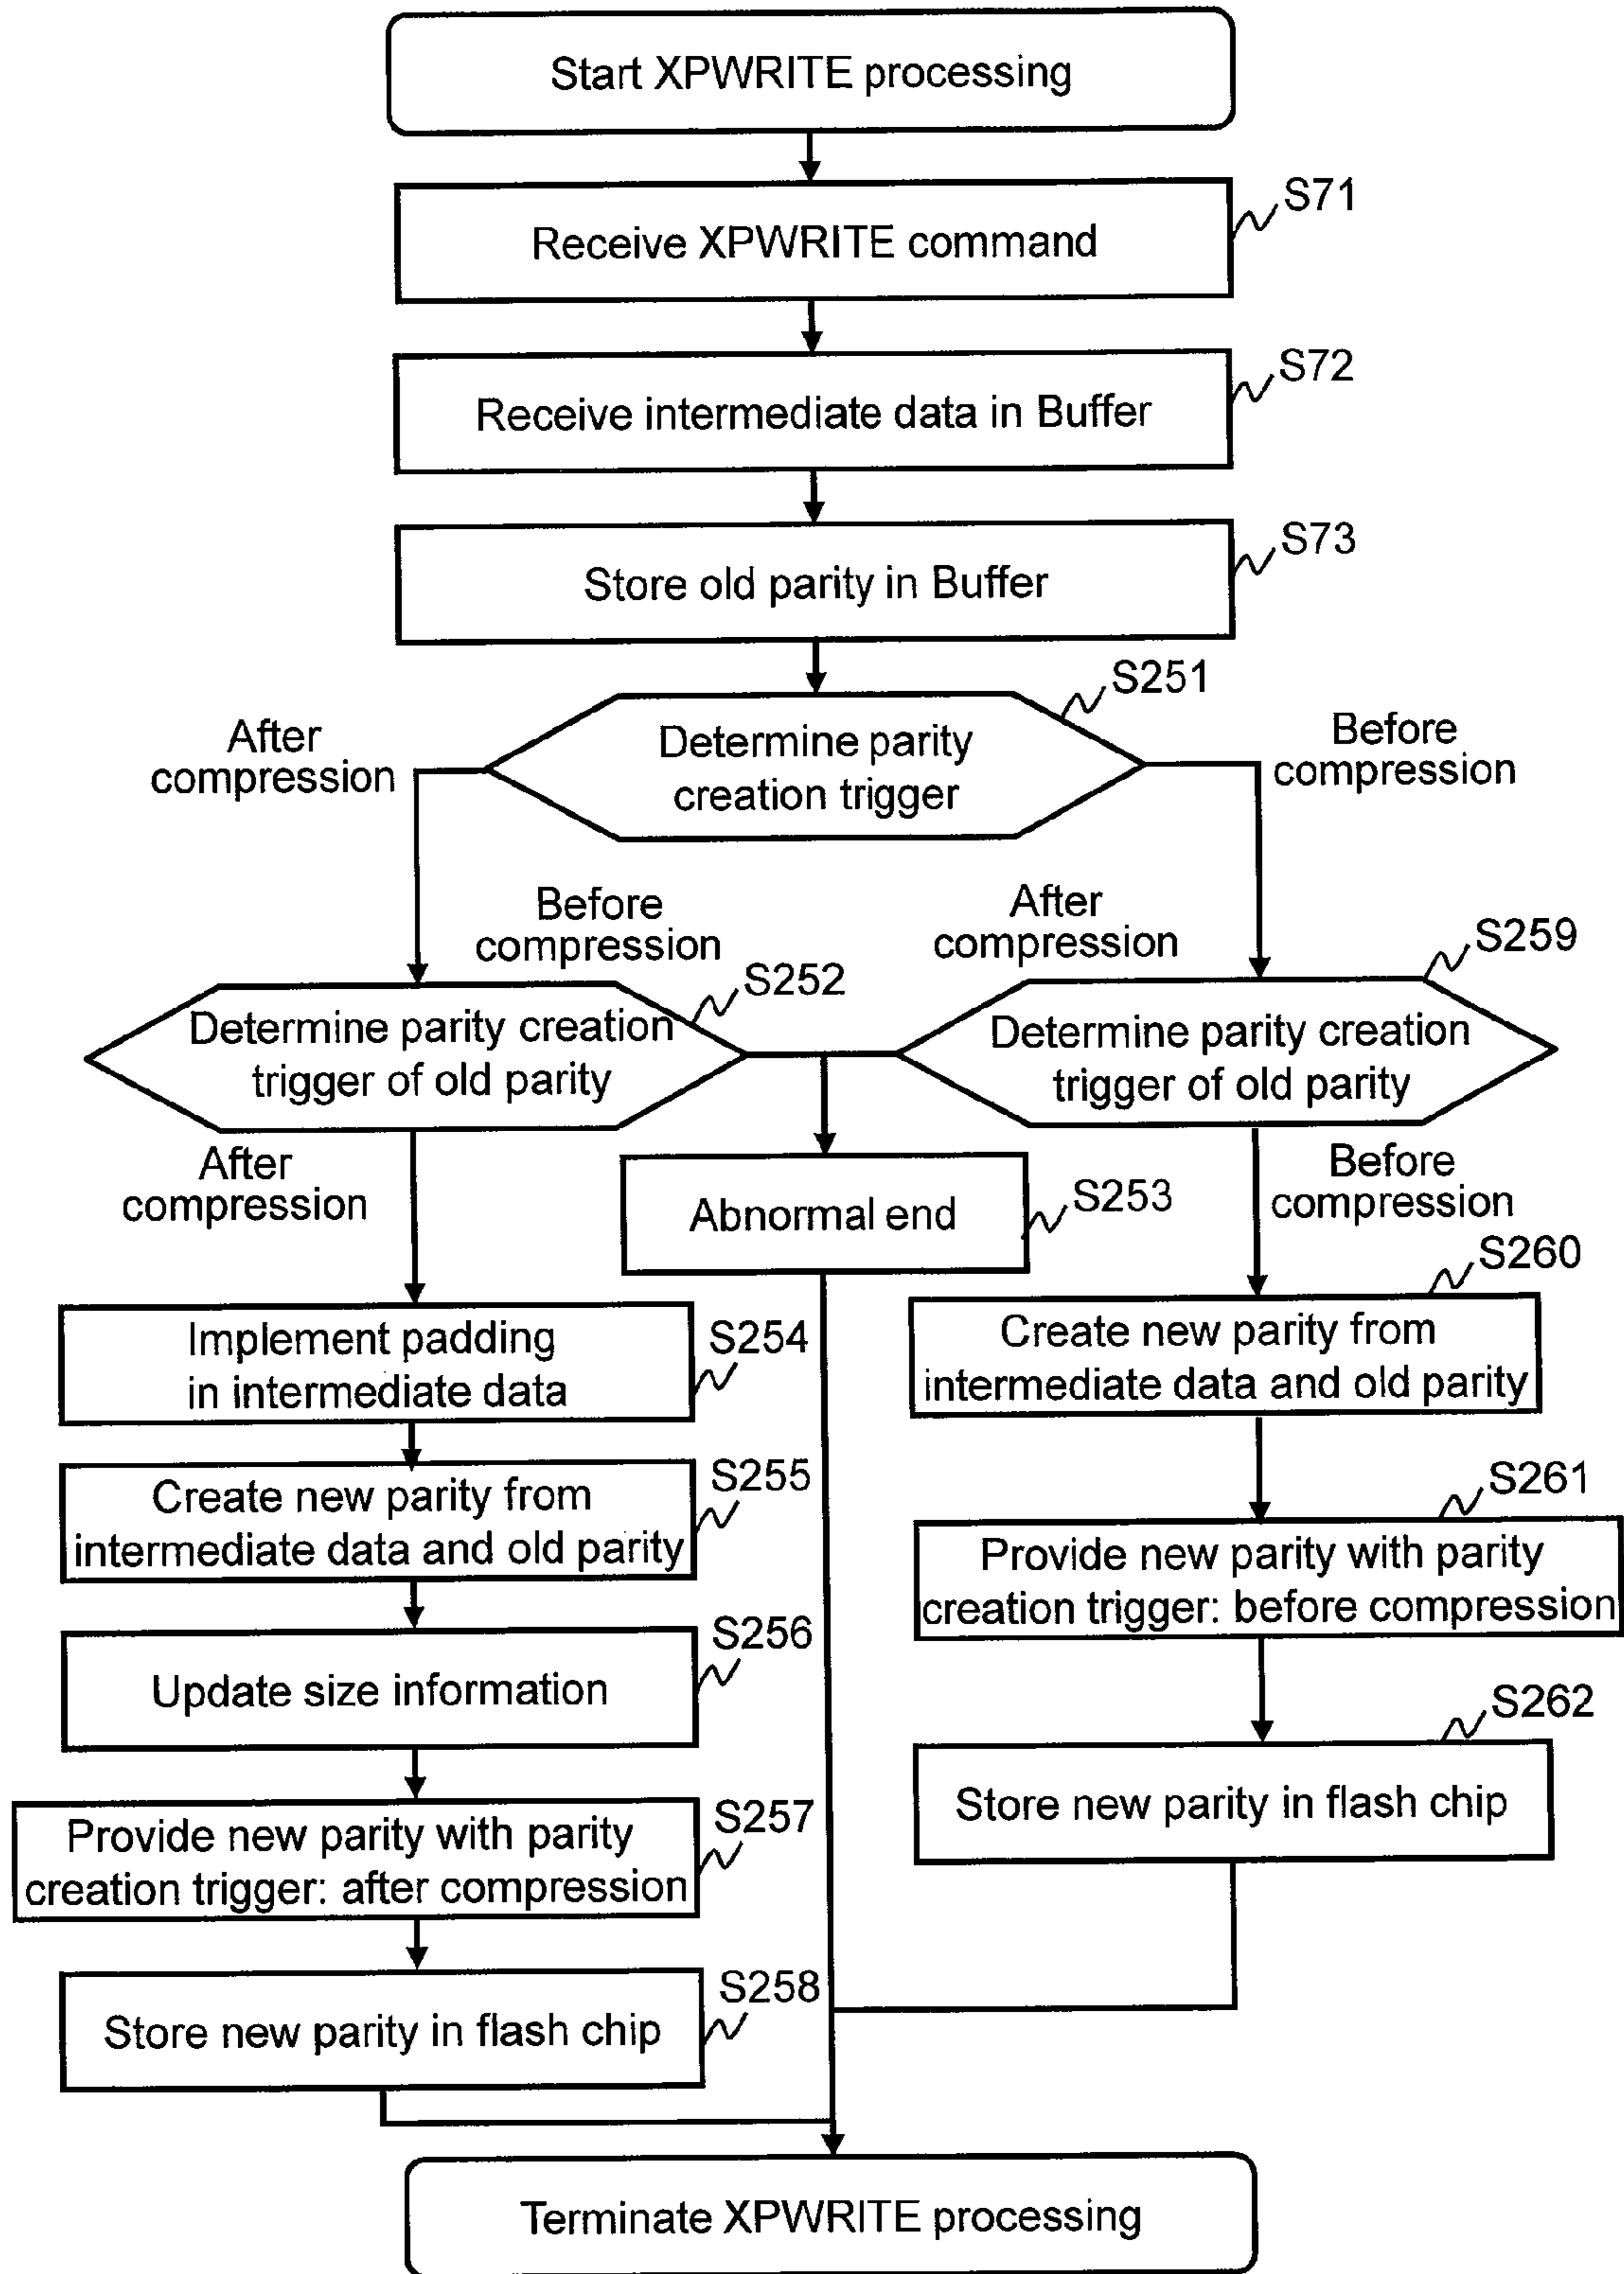 Start XPWRITE processing
S71
Receive XPWRITE command
S72
Receive intermediate data in Buffer
S73
Store old parity in Buffer
S251
After
compression
Determine parity
creation trigger
Before
compression
Before
compression
After
compression
S252
S259
Determine parity creation
trigger of old parity
Determine parity creation
trigger of old parity
After
compression
Abnormal end
S253
Before
compression
S260
Implement padding
in intermediate data
S254
Create new parity from
intermediate data and old parity
S255
Create new parity from
intermediate data and old parity
S261
Provide new parity with parity
creation trigger: before compression
S256
Update size information
S262
Store new parity in flash chip
S257
Provide new parity with parity
creation trigger: after compression
S258
Store new parity in flash chip
Terminate XPWRITE processing